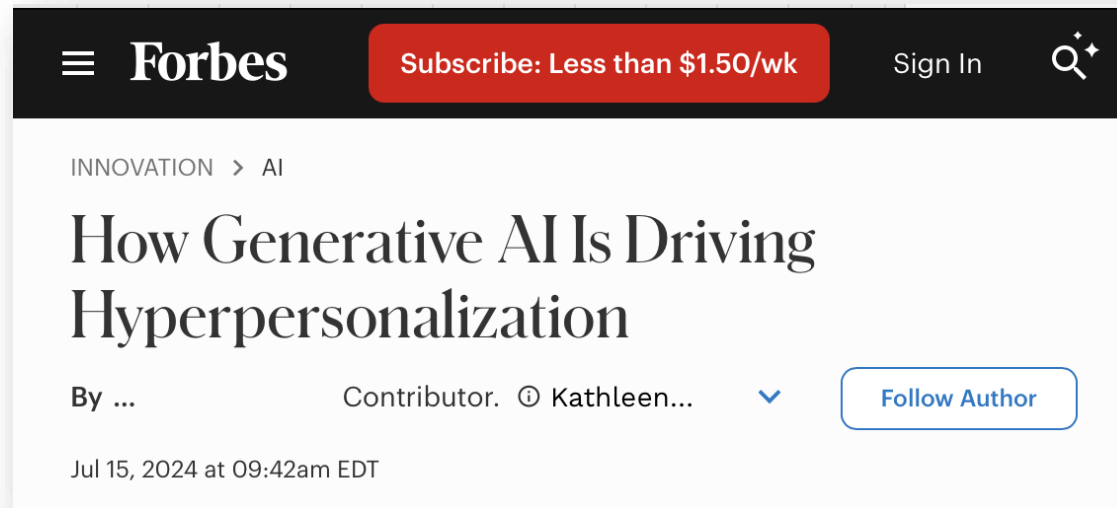 Forbes
Subscribe: Less than $1.50/wk
Sign In
INNOVATION > AI
How Generative AI Is Driving
Hyperpersonalization
By ...
Contributor.
Kathleen...
Follow Author
Jul 15, 2024 at 09:42am EDT